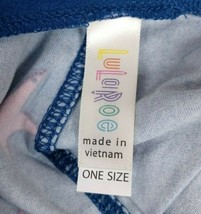 LuLaRoe
made in
vietnam
ONE SIZE